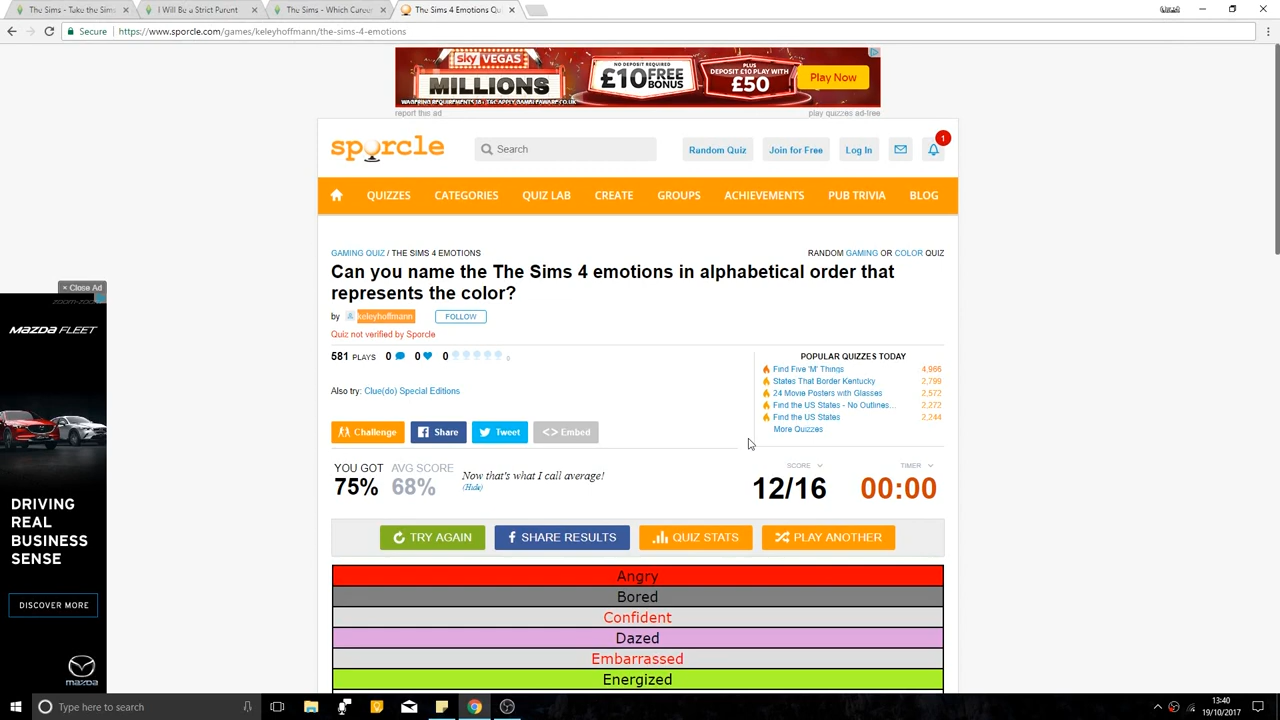 The Sims - Take the Sims
I Will Be a Strict Parent
The Sims - Which Career
The Sims 4 Emotions Qu
Secure https://www.sporcle.com/games/keleyhoffmann/the-sims-4-emotions
sky VEGAS
MILLIONS
NO DEPOSIT REQUIRED
£10 FREE BONUS
PLUS
DEPOSIT £10 PLAY WITH
£50
Play Now
report this ad
play quizzes ad-free
sporcle
Search
Random Quiz
Join for Free
Log In
1
QUIZZES
CATEGORIES
QUIZ LAB
CREATE
GROUPS
ACHIEVEMENTS
PUB TRIVIA
BLOG
GAMING QUIZ / THE SIMS 4 EMOTIONS
RANDOM GAMING OR COLOR QUIZ
Can you name the The Sims 4 emotions in alphabetical order that
represents the color?
by keleyhoffmann
FOLLOW
Quiz not verified by Sporcle
581 PLAYS 0 0 0 0
POPULAR QUIZZES TODAY
Find Five 'M' Things 4,966
States That Border Kentucky 2,799
24 Movie Posters with Glasses 2,572
Find the US States - No Outlines... 2,272
Find the US States 2,244
More Quizzes
Also try: Clue(do) Special Editions
Challenge
Share
Tweet
<> Embed
YOU GOT
75%
AVG SCORE
68%
Now that's what I call average!
(Hide)
SCORE
12/16
TIMER
00:00
TRY AGAIN
SHARE RESULTS
QUIZ STATS
PLAY ANOTHER
Angry
Bored
Confident
Dazed
Embarrassed
Energized
× Close Ad
ZOOM-ZOOM
MAZDA FLEET
DRIVING
REAL
BUSINESS
SENSE
DISCOVER MORE
mazda
Type here to search
13:40
19/10/2017